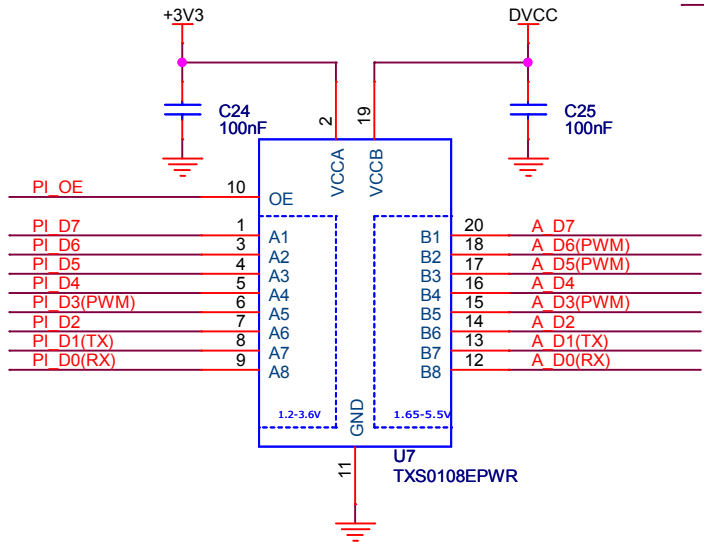 +3V3
DVCC
C24
100nF
C25
100nF
2
19
VCCA
VCCB
PI_OE
10
OE
PI_D7
1
A1
B1
20
A_D7
PI_D6
3
A2
B2
18
A_D6(PWM)
PI_D5
4
A3
B3
17
A_D5(PWM)
PI_D4
5
A4
B4
16
A_D4
PI_D3(PWM)
6
A5
B5
15
A_D3(PWM)
PI_D2
7
A6
B6
14
A_D2
PI_D1(TX)
8
A7
B7
13
A_D1(TX)
PI_D0(RX)
9
A8
B8
12
A_D0(RX)
1.2-3.6V
GND
1.65-5.5V
11
U7
TXS0108EPWR